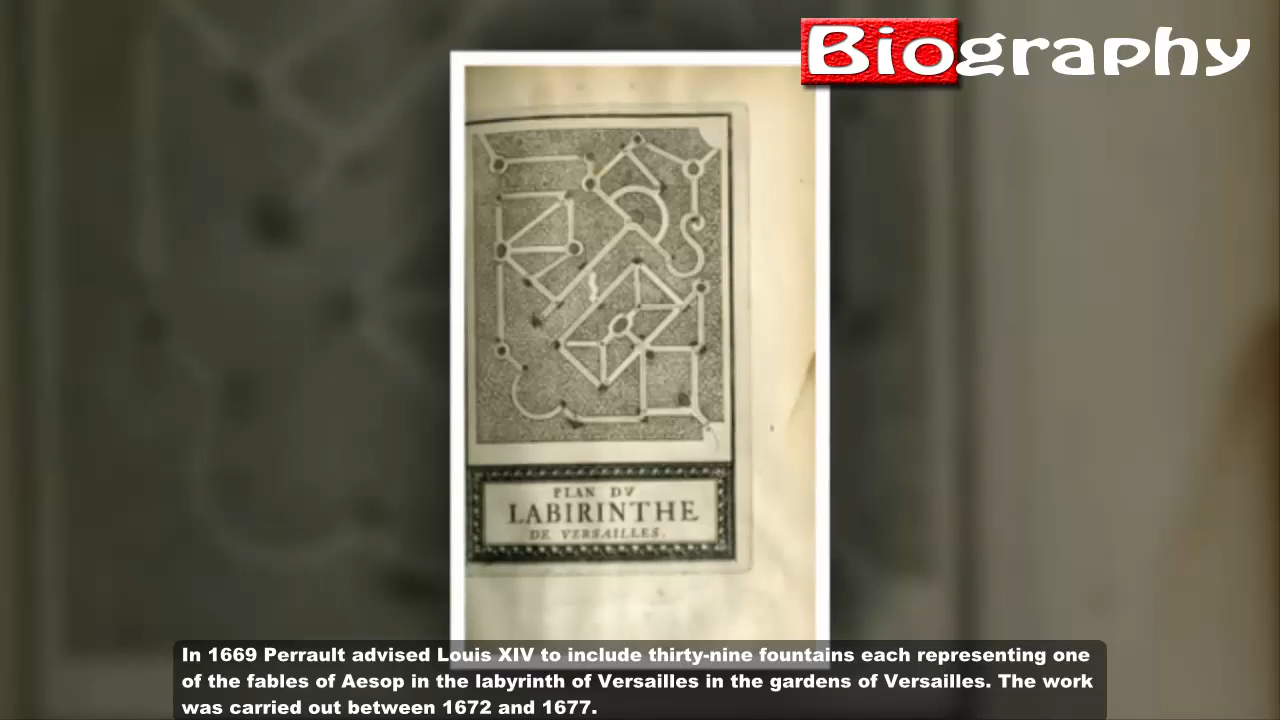 Biography
PLAN DV
LABIRINTHE
DE VERSAILLES.
In 1669 Perrault advised Louis XIV to include thirty-nine fountains each representing one
of the fables of Aesop in the labyrinth of Versailles in the gardens of Versailles. The work
was carried out between 1672 and 1677.